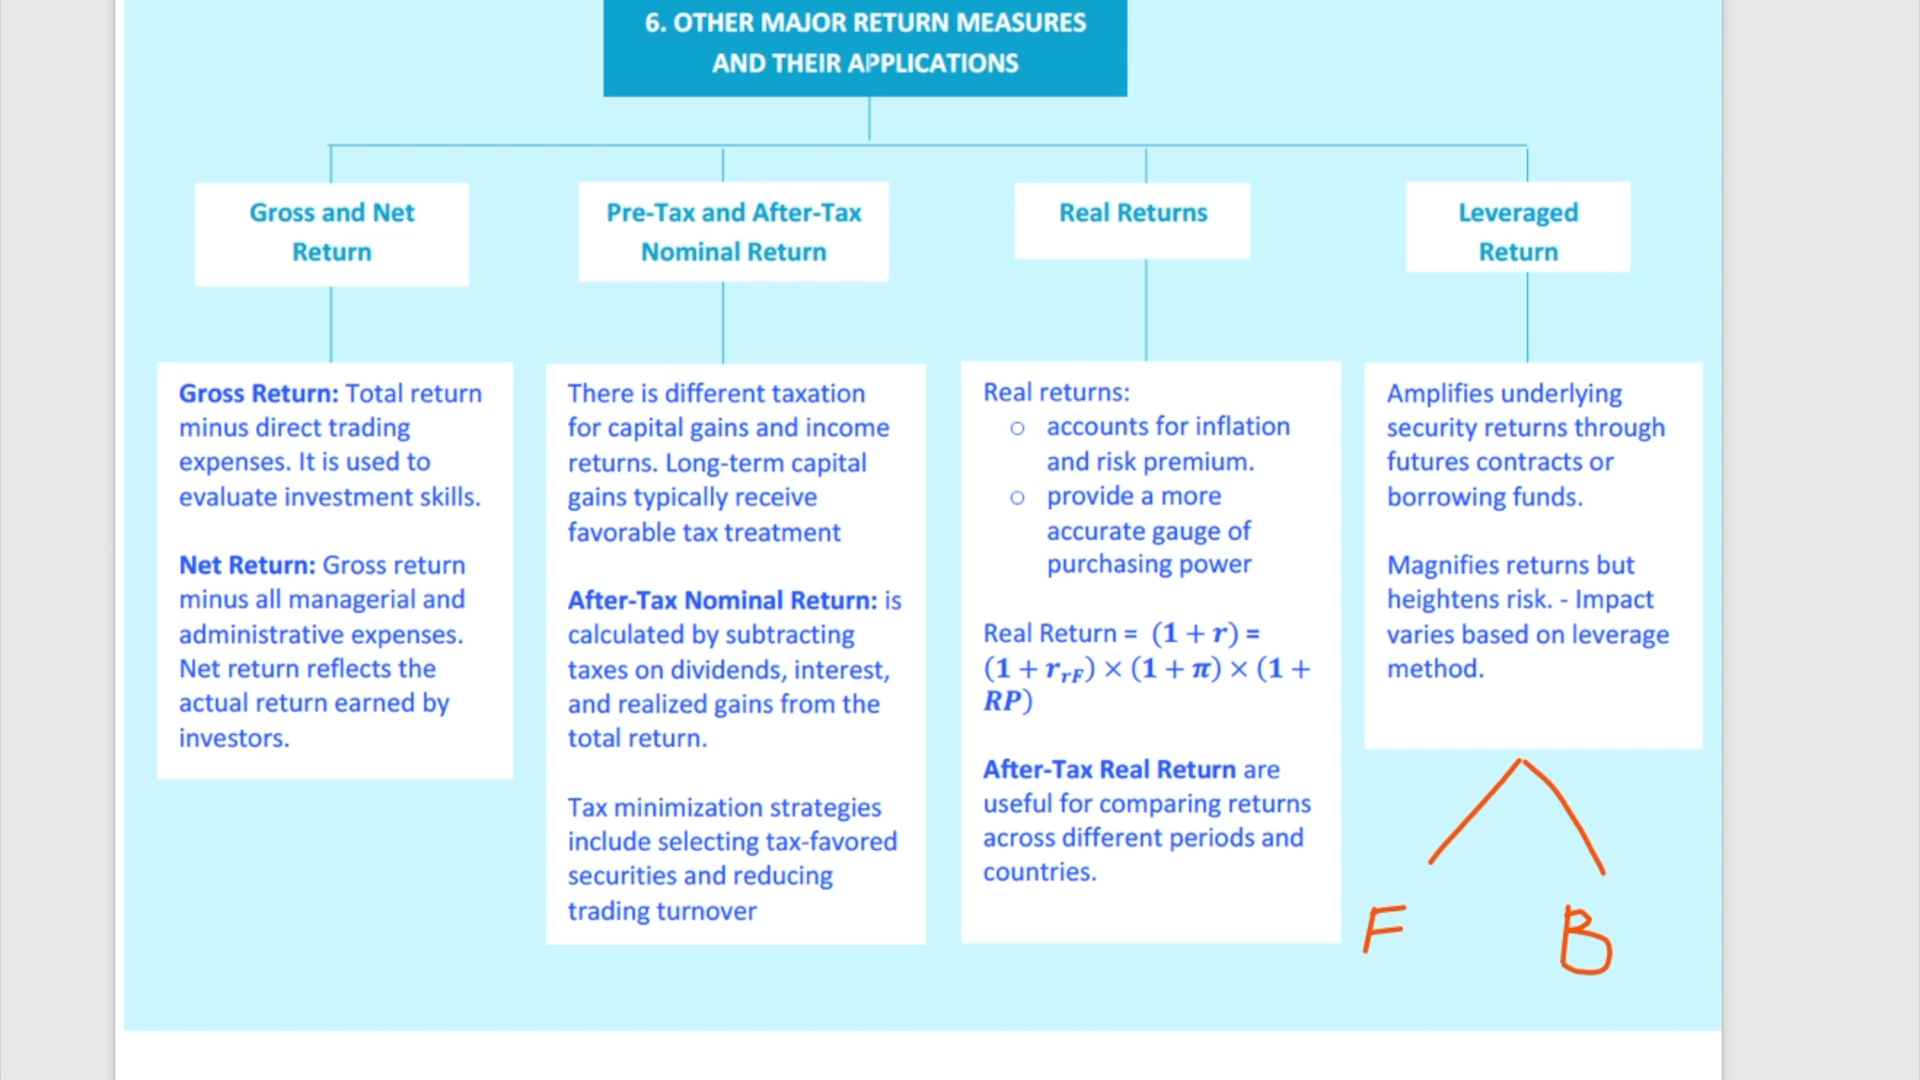 6. OTHER MAJOR RETURN MEASURES
AND THEIR APPLICATIONS
Gross and Net
Return
Pre-Tax and After-Tax
Nominal Return
Real Returns
Leveraged
Return
Gross Return: Total return
minus direct trading
expenses. It is used to
evaluate investment skills.
Net Return: Gross return
minus all managerial and
administrative expenses.
Net return reflects the
actual return earned by
investors.
There is different taxation
for capital gains and income
returns. Long-term capital
gains typically receive
favorable tax treatment
After-Tax Nominal Return: is
calculated by subtracting
taxes on dividends, interest,
and realized gains from the
total return.
Tax minimization strategies
include selecting tax-favored
securities and reducing
trading turnover
Real returns:
o accounts for inflation
and risk premium.
o provide a more
accurate gauge of
purchasing power
Real Return = (1 + r) =
(1 + r_rF) × (1 + π) × (1 +
RP)
After-Tax Real Return are
useful for comparing returns
across different periods and
countries.
Amplifies underlying
security returns through
futures contracts or
borrowing funds.
Magnifies returns but
heightens risk. - Impact
varies based on leverage
method.
F B